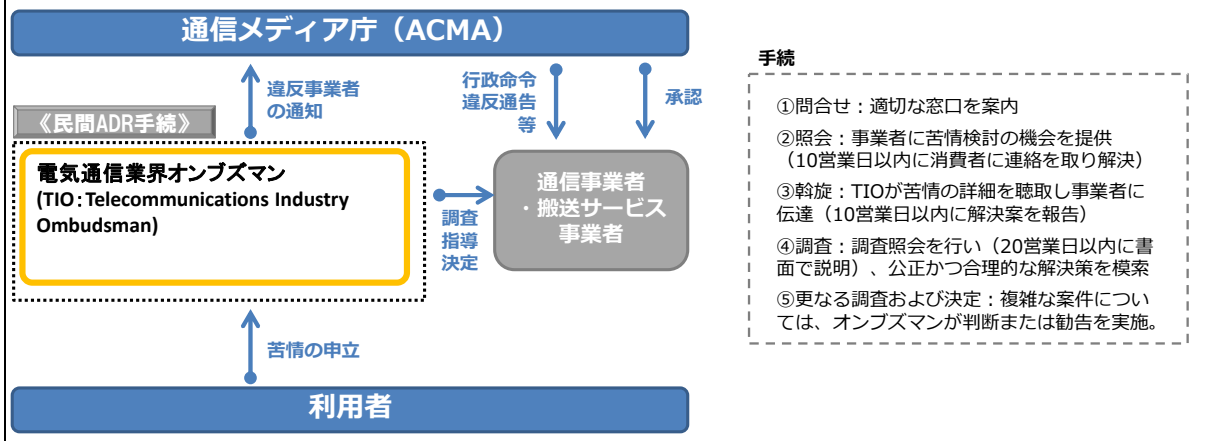 通信メディア庁（ACMA）
違反事業者
の通知
行政命令
違反通告
等
承認
《民間ADR手続》
電気通信業界オンブズマン
(TIO：Telecommunications Industry
Ombudsman)
調査
指導
決定
通信事業者
・搬送サービス
事業者
苦情の申立
利用者
手続
①問合せ：適切な窓口を案内
②照会：事業者に苦情検討の機会を提供
（10営業日以内に消費者に連絡を取り解決）
③斡旋：TIOが苦情の詳細を聴取し事業者に
伝達（10営業日以内に解決案を報告）
④調査：調査照会を行い（20営業日以内に書
面で説明）、公正かつ合理的な解決策を模索
⑤更なる調査および決定：複雑な案件につい
ては、オンブズマンが判断または勧告を実施。